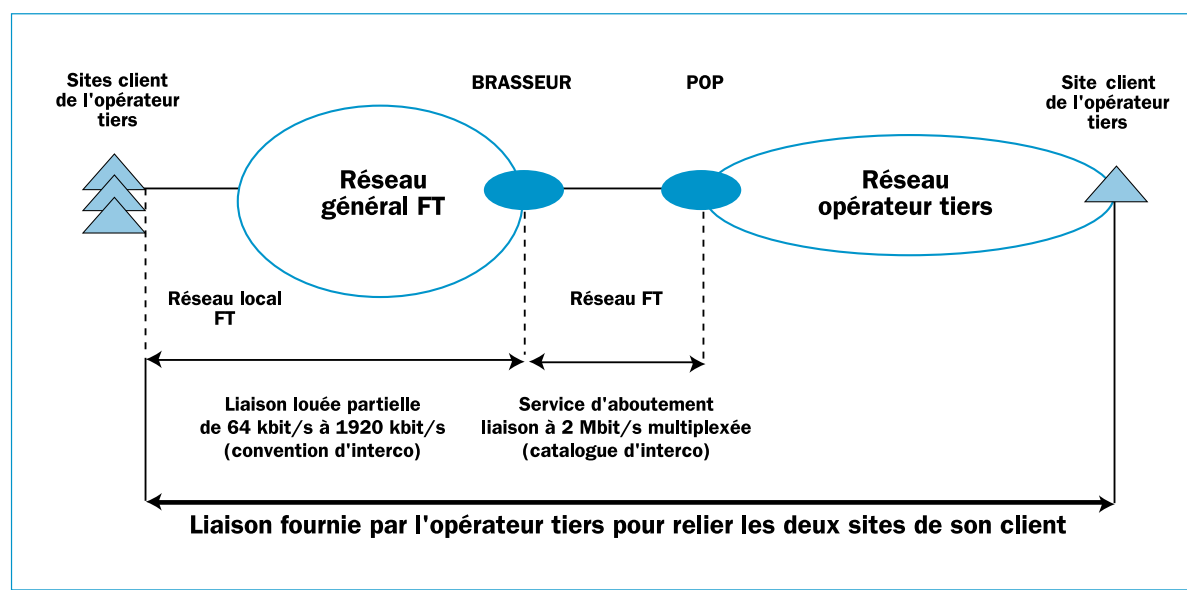 Sites client
de l'opérateur
tiers
BRASSEUR
POP
Site client
de l'opérateur
tiers
Réseau
général FT
Réseau
opérateur tiers
Réseau local
FT
Réseau FT
Liaison louée partielle
de 64 kbit/s à 1920 kbit/s
(convention d'interco)
Service d'aboutement
liaison à 2 Mbit/s multiplexée
(catalogue d'interco)
Liaison fournie par l'opérateur tiers pour relier les deux sites de son client